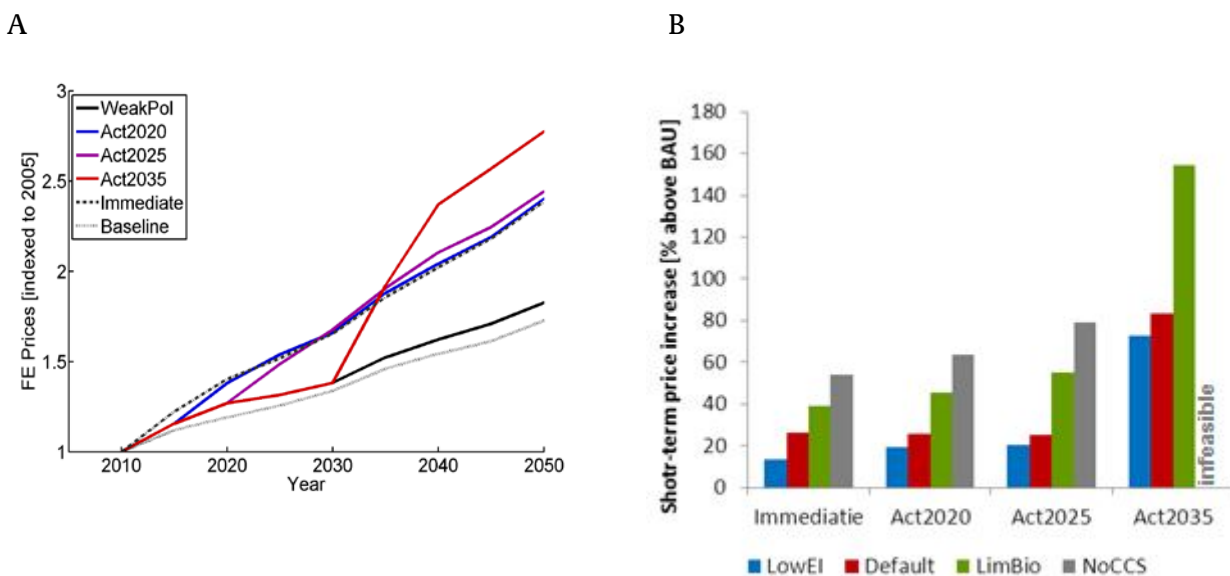 A
B
FE Prices [indexed to 2005]
3
2.5
2
1.5
1
WeakPol
Act2020
Act2025
Act2035
Immediate
Baseline
2010 2020 2030 2040 2050
Year
Shotr-term price increase [% above BAU]
180
160
140
120
100
80
60
40
20
0
infeasible
Immediatie Act2020 Act2025 Act2035
LowEI Default LimBio NoCCS